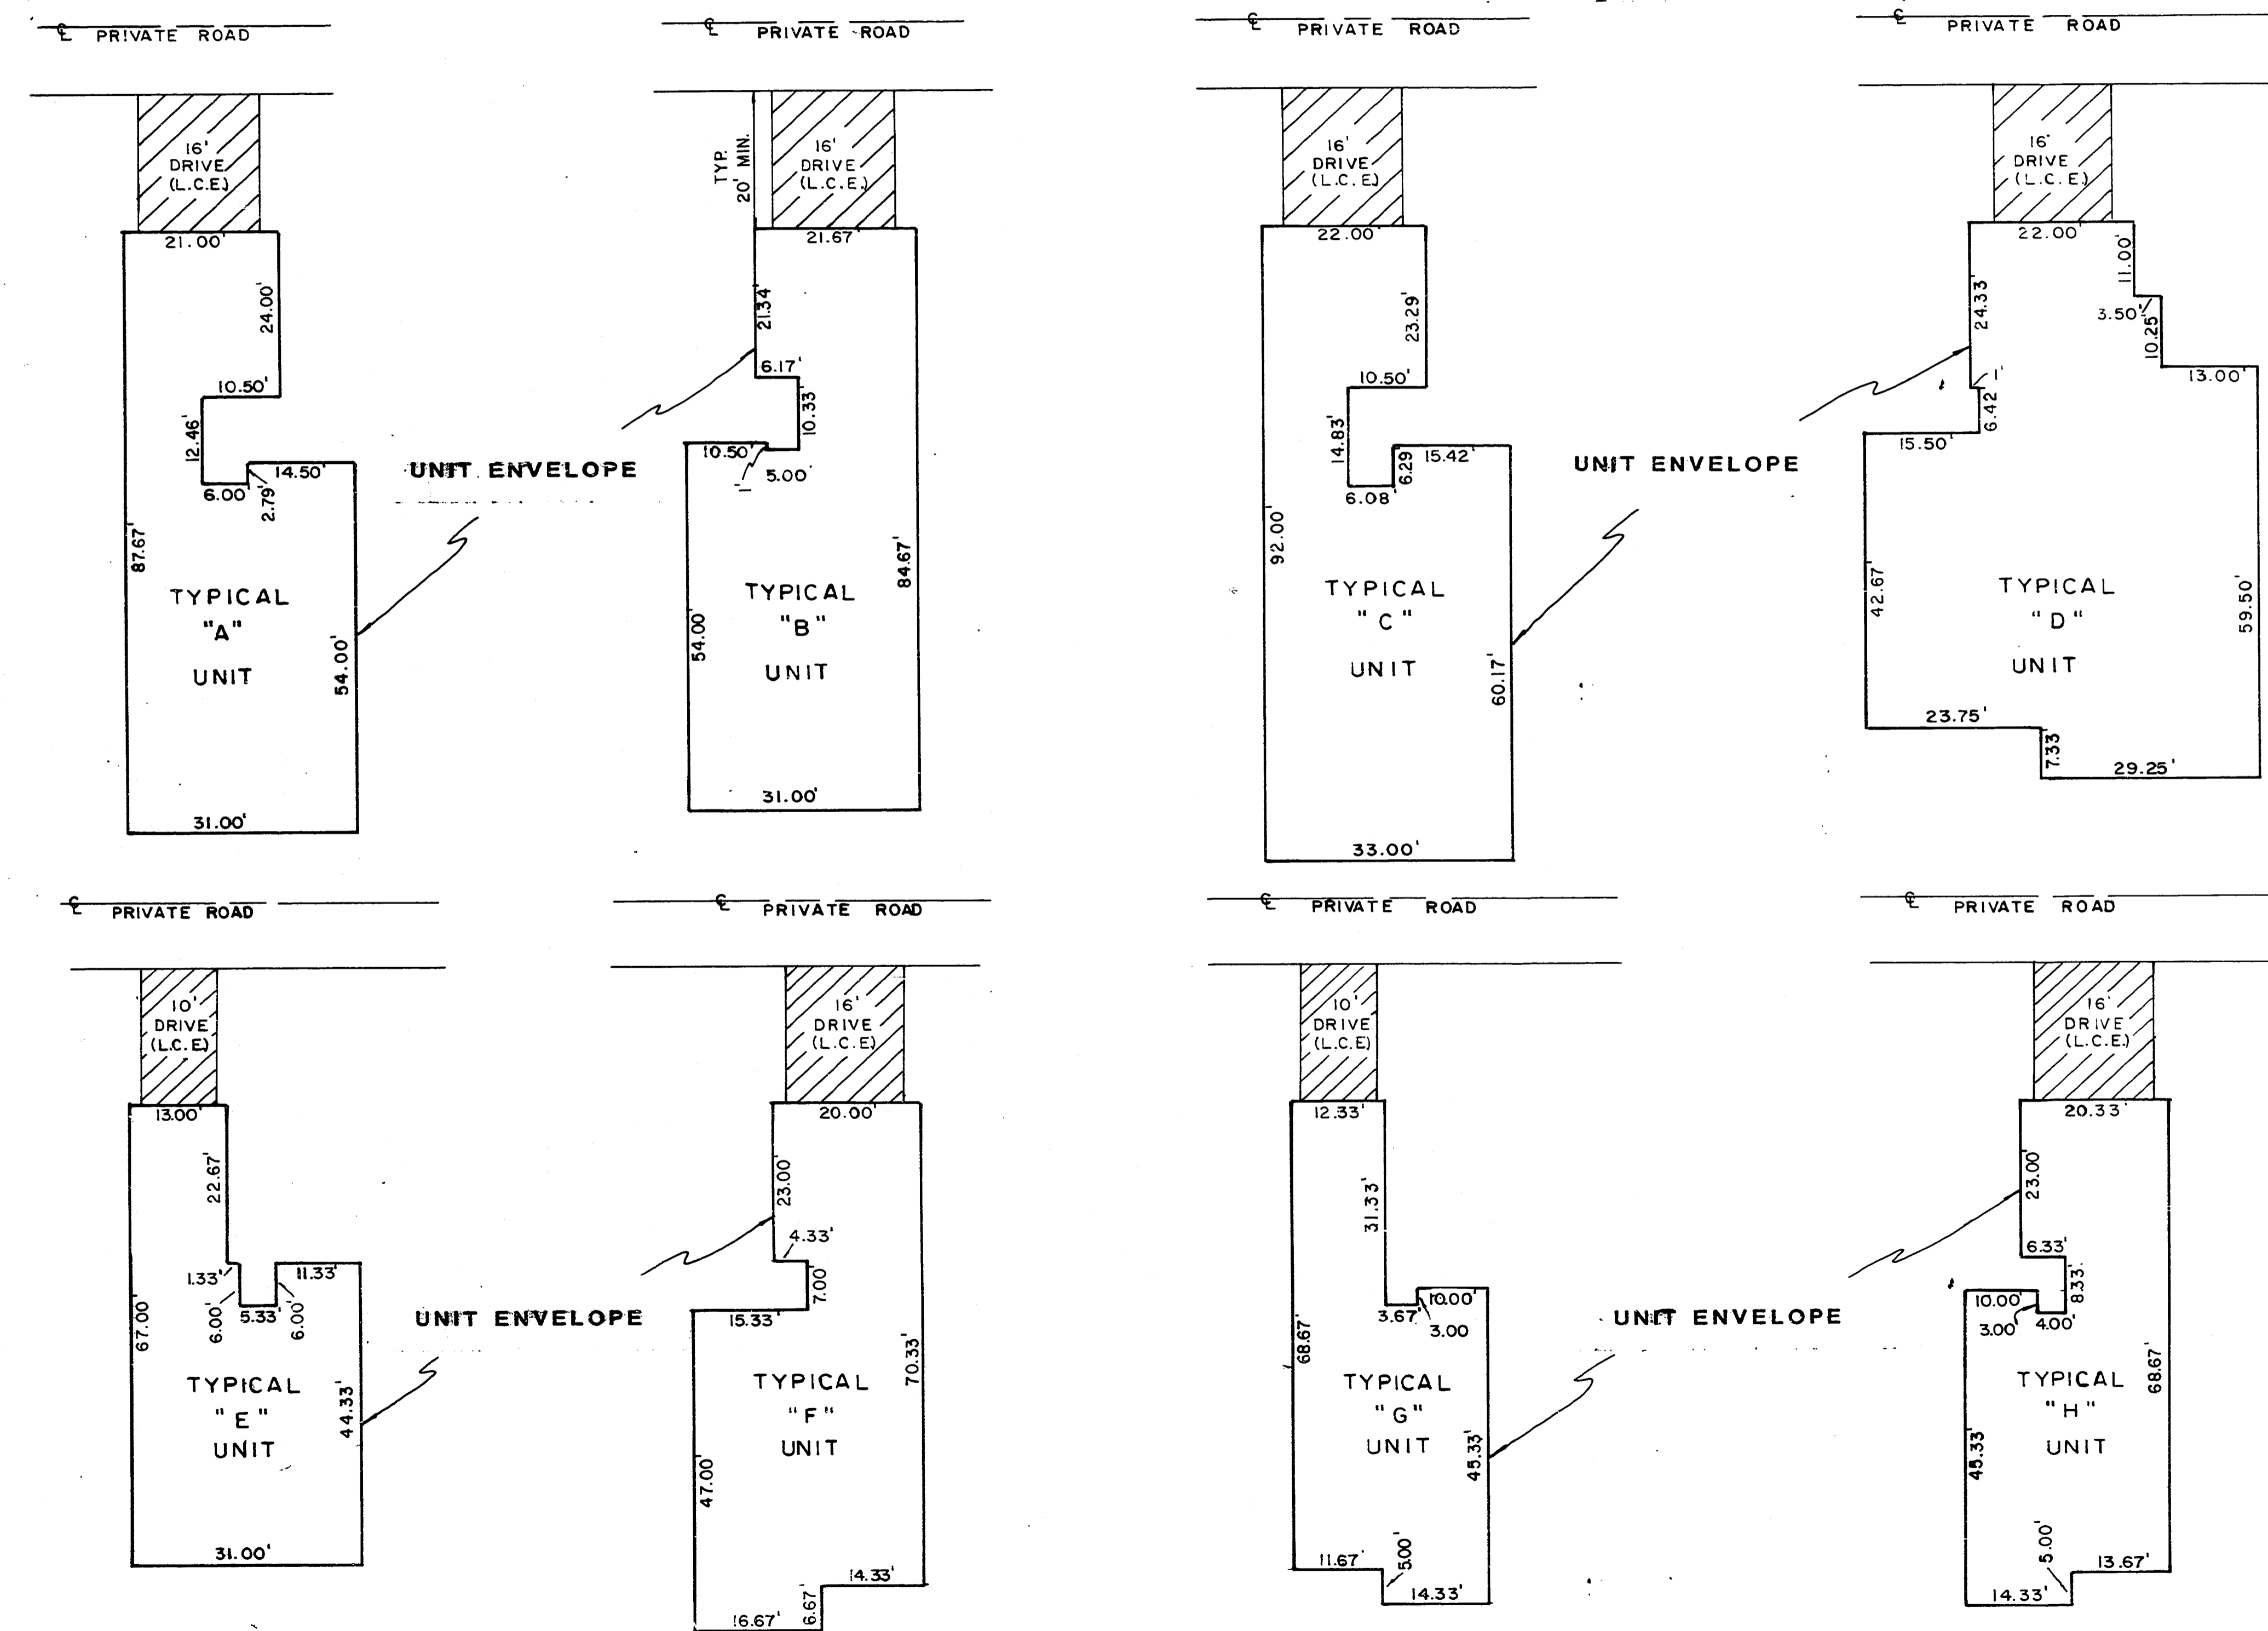 ℄ PRIVATE ROAD
16'
DRIVE
(L.C.E.)
21.00'
24.00'
10.50'
12.46'
6.00'
2.79'
14.50'
87.67'
54.00'
TYPICAL
"A"
UNIT
31.00'
℄ PRIVATE ROAD
TYP.
20' MIN.
16'
DRIVE
(L.C.E.)
21.67'
21.34'
6.17'
10.33'
10.50'
5.00'
1'
84.67'
54.00'
TYPICAL
"B"
UNIT
31.00'
UNIT ENVELOPE
℄ PRIVATE ROAD
16'
DRIVE
(L.C.E.)
22.00'
23.29'
10.50'
14.83'
6.29'
15.42'
6.08'
92.00'
60.17'
TYPICAL
"C"
UNIT
33.00'
℄ PRIVATE ROAD
16'
DRIVE
(L.C.E.)
22.00'
11.00'
3.50'
10.25'
13.00'
24.33'
1'
6.42'
15.50'
42.67'
59.50'
TYPICAL
"D"
UNIT
23.75'
7.33'
29.25'
UNIT ENVELOPE
℄ PRIVATE ROAD
10'
DRIVE
(L.C.E.)
13.00'
22.67'
1.33'
11.33'
6.00'
5.33'
6.00'
67.00'
44.33'
TYPICAL
"E"
UNIT
31.00'
℄ PRIVATE ROAD
16'
DRIVE
(L.C.E.)
20.00'
23.00'
4.33'
7.00'
15.33'
70.33'
47.00'
TYPICAL
"F"
UNIT
14.33'
6.67'
16.67'
UNIT ENVELOPE
℄ PRIVATE ROAD
10'
DRIVE
(L.C.E.)
12.33'
31.33'
10.00'
3.67'
3.00
68.67'
45.33'
TYPICAL
"G"
UNIT
11.67'
5.00'
14.33'
℄ PRIVATE ROAD
16'
DRIVE
(L.C.E.)
20.33'
23.00'
6.33'
8.33'
10.00'
3.00'
4.00'
68.67'
45.33'
TYPICAL
"H"
UNIT
5.00'
13.67'
14.33'
UNIT ENVELOPE